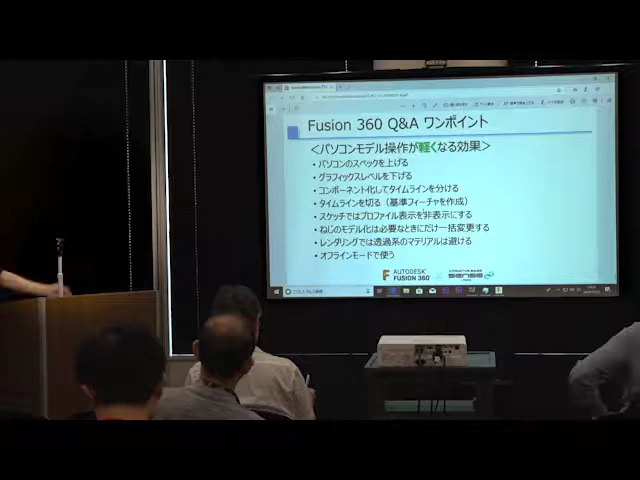 Fusion 360 Q&A ワンポイント
＜パソコンモデル操作が軽くなる効果＞
・パソコンのスペックを上げる
・グラフィックスレベルを下げる
・コンポーネント化してタイムラインを分ける
・タイムラインを切る（基準フィーチャを作成）
・スケッチではプロファイル表示を非表示にする
・ねじのモデル化は必要なときにだけ一括変更する
・レンダリングでは透過系のマテリアルは避ける
・オフラインモードで使う
AUTODESK
FUSION 360
×
SENSE